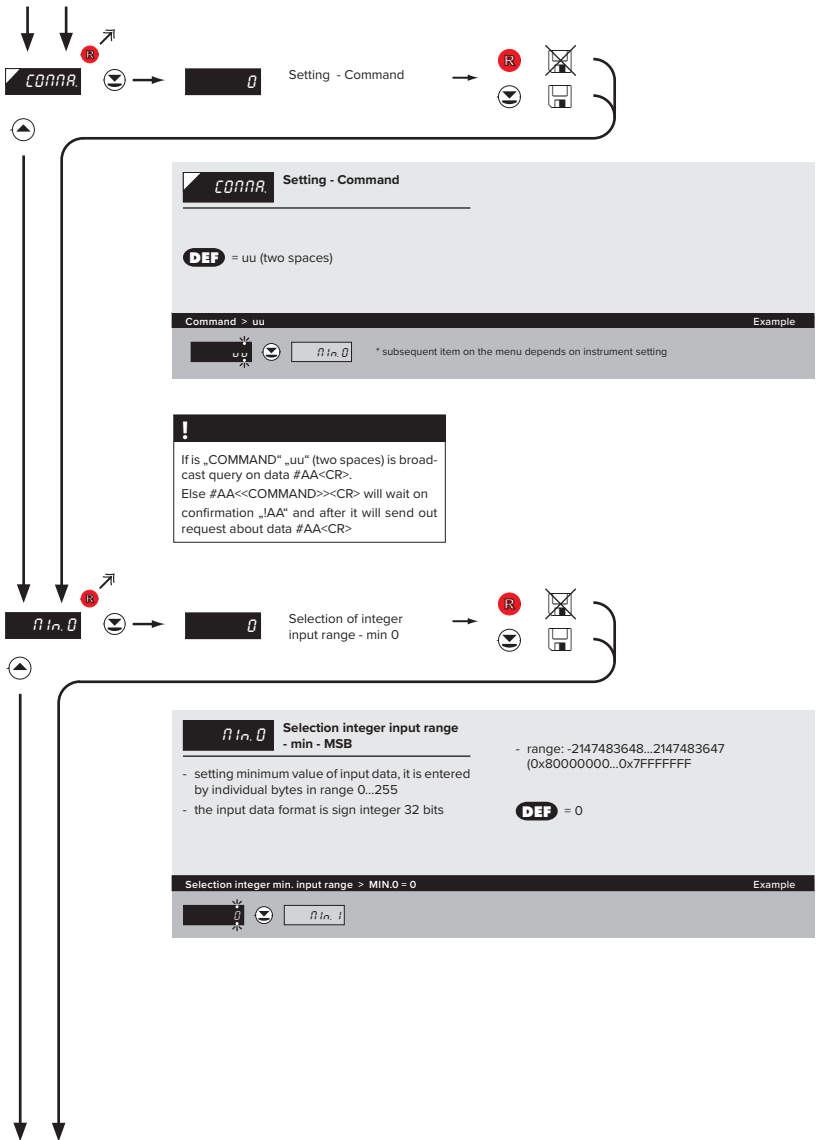 R
COMMA.
0
Setting - Command
R
COMMA.
Setting - Command
DEF = uu (two spaces)
Command > uu
Example
uu
MIn. 0
* subsequent item on the menu depends on instrument setting
!
If is „COMMAND“ „uu“ (two spaces) is broad-
cast query on data #AA<CR>.
Else #AA<<COMMAND>><CR> will wait on
confirmation „!AA“ and after it will send out
request about data #AA<CR>
R
MIn. 0
0
Selection of integer
input range - min 0
R
MIn. 0
Selection integer input range
- min - MSB
- setting minimum value of input data, it is entered
by individual bytes in range 0...255
- the input data format is sign integer 32 bits
- range: -2147483648...2147483647
(0x80000000...0x7FFFFFFF
DEF = 0
Selection integer min. input range > MIN.0 = 0
Example
0
MIn. 1